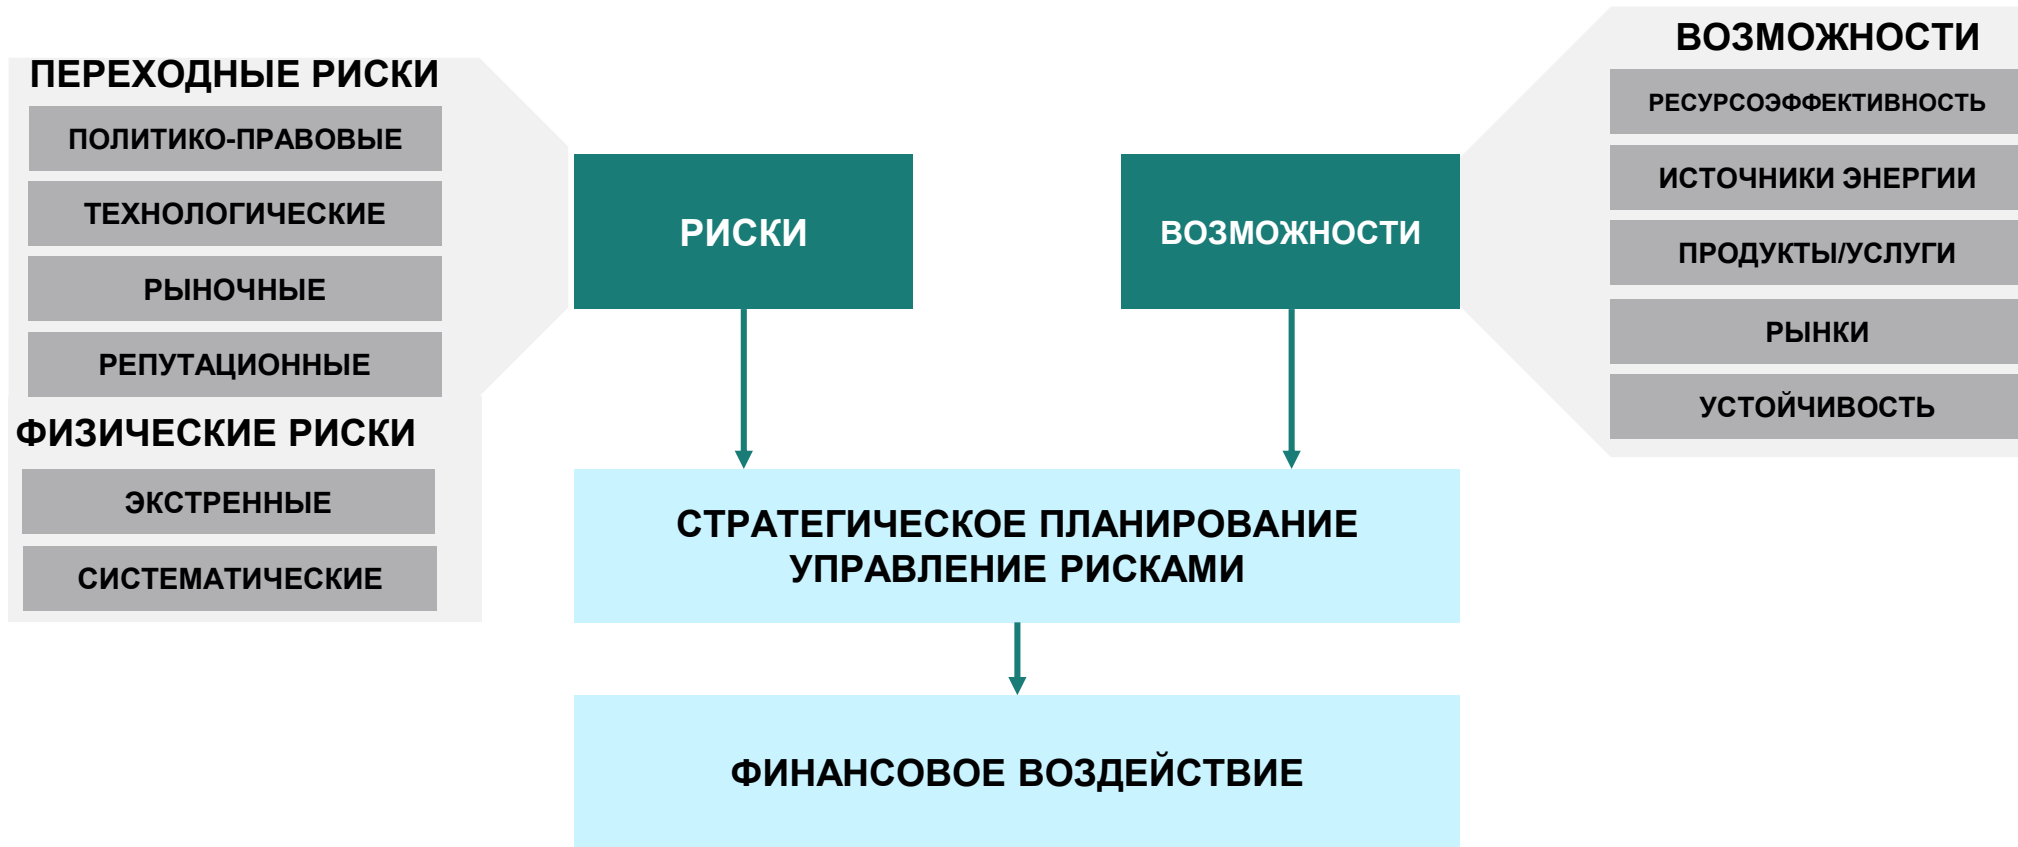 ПЕРЕХОДНЫЕ РИСКИ
ПОЛИТИКО-ПРАВОВЫЕ
ТЕХНОЛОГИЧЕСКИЕ
РЫНОЧНЫЕ
РЕПУТАЦИОННЫЕ
ФИЗИЧЕСКИЕ РИСКИ
ЭКСТРЕННЫЕ
СИСТЕМАТИЧЕСКИЕ
РИСКИ
ВОЗМОЖНОСТИ
ВОЗМОЖНОСТИ
РЕСУРСОЭФФЕКТИВНОСТЬ
ИСТОЧНИКИ ЭНЕРГИИ
ПРОДУКТЫ/УСЛУГИ
РЫНКИ
УСТОЙЧИВОСТЬ
СТРАТЕГИЧЕСКОЕ ПЛАНИРОВАНИЕ
УПРАВЛЕНИЕ РИСКАМИ
ФИНАНСОВОЕ ВОЗДЕЙСТВИЕ